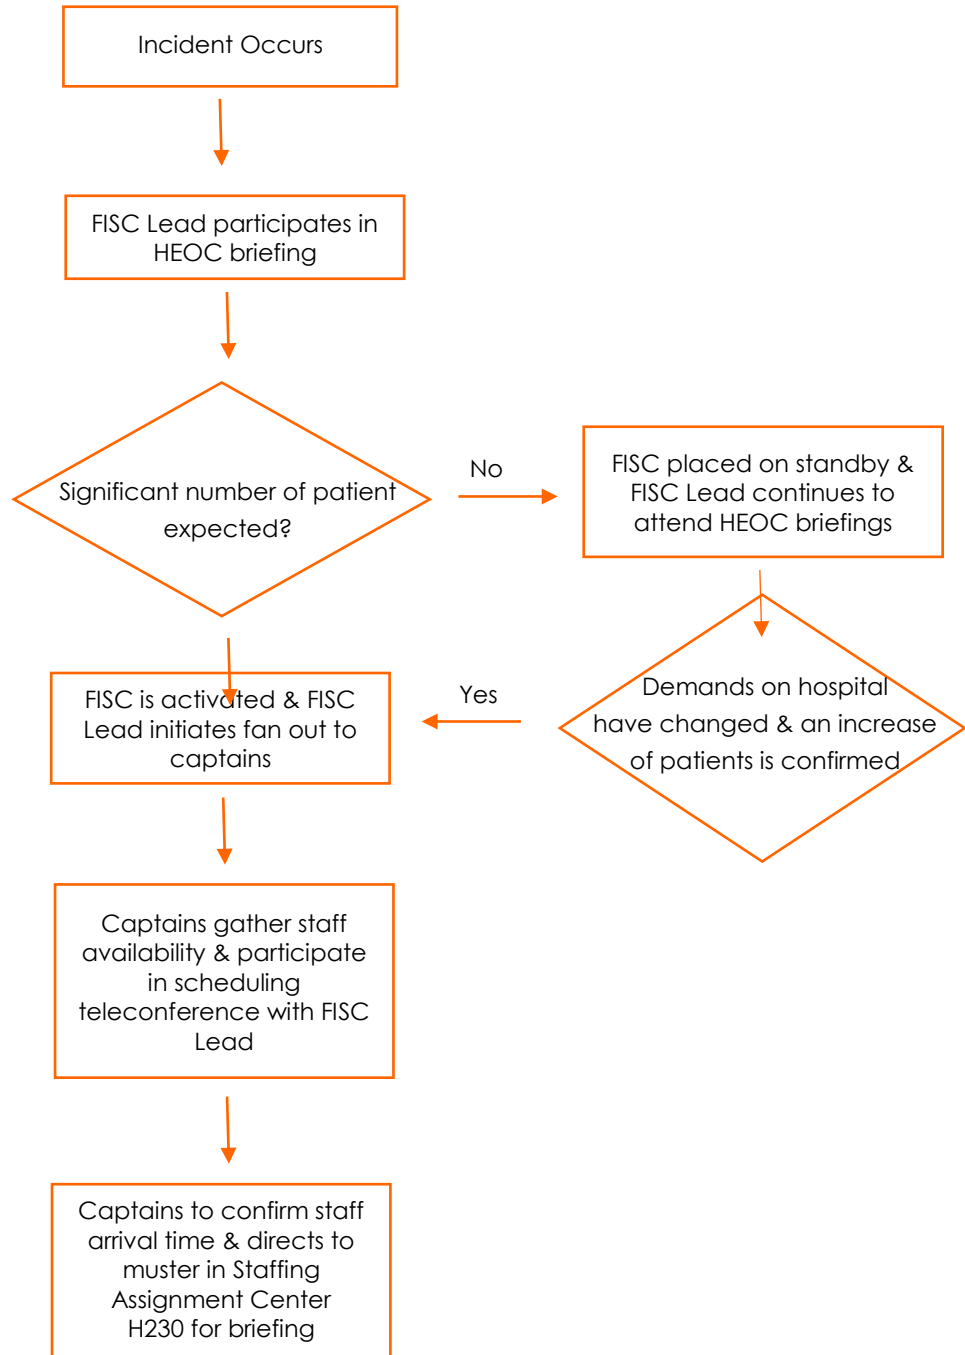 Incident Occurs
FISC Lead participates in
HEOC briefing
Significant number of patient
expected?
No
FISC placed on standby &
FISC Lead continues to
attend HEOC briefings
Demands on hospital
have changed & an increase
of patients is confirmed
Yes
FISC is activated & FISC
Lead initiates fan out to
captains
Captains gather staff
availability & participate
in scheduling
teleconference with FISC
Lead
Captains to confirm staff
arrival time & directs to
muster in Staffing
Assignment Center
H230 for briefing